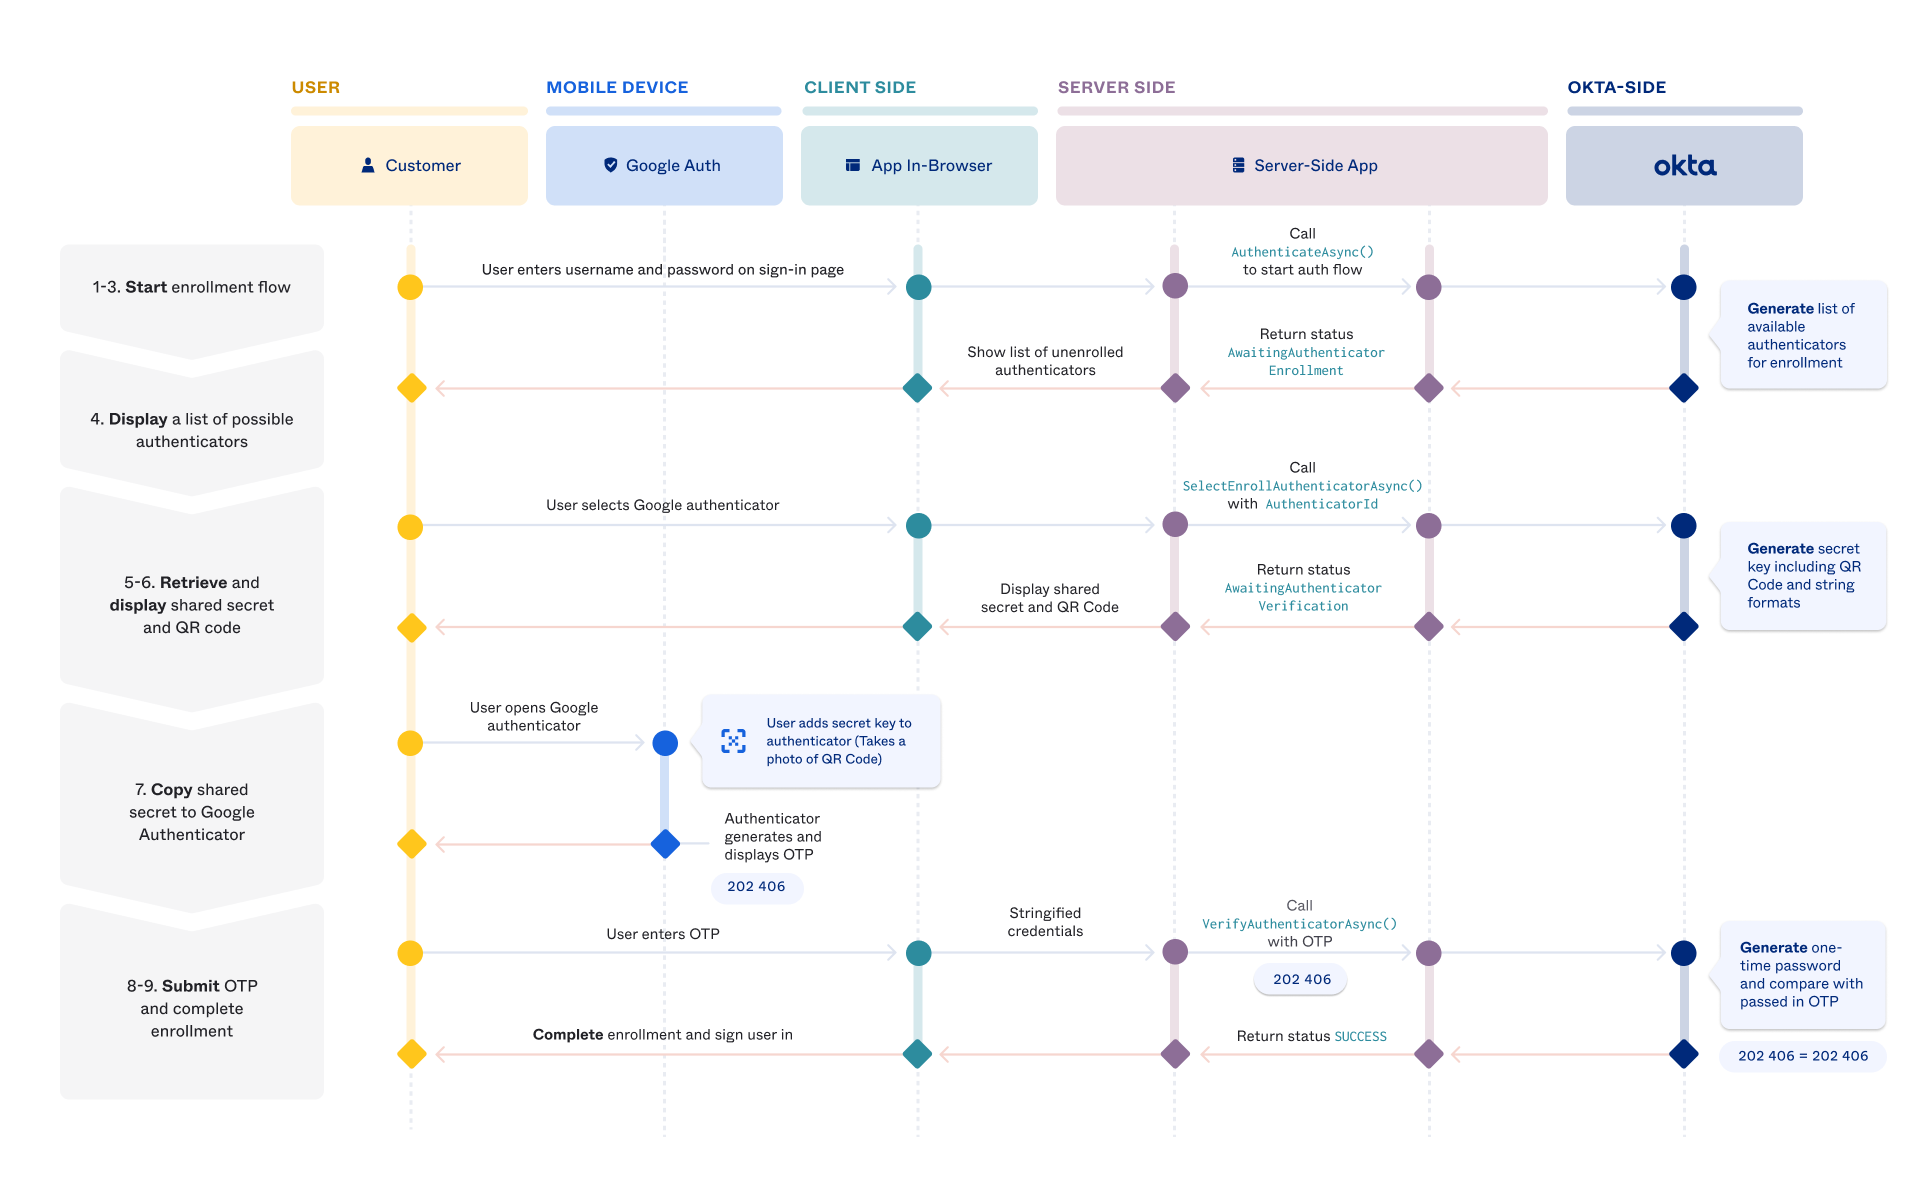 USER
MOBILE DEVICE
CLIENT SIDE
SERVER SIDE
OKTA-SIDE
Customer
Google Auth
App In-Browser
Server-Side App
okta
1-3. Start enrollment flow
User enters username and password on sign-in page
Call
AuthenticateAsync()
to start auth flow
Generate list of
available
authenticators
for enrollment
Show list of unenrolled
authenticators
Return status
AwaitingAuthenticator
Enrollment
4. Display a list of possible
authenticators
User selects Google authenticator
Call
SelectEnrollAuthenticatorAsync()
with AuthenticatorId
Generate secret
key including QR
Code and string
formats
5-6. Retrieve and
display shared secret
and QR code
Display shared
secret and QR Code
Return status
AwaitingAuthenticator
Verification
User opens Google
authenticator
User adds secret key to
authenticator (Takes a
photo of QR Code)
7. Copy shared
secret to Google
Authenticator
Authenticator
generates and
displays OTP
202 406
User enters OTP
Stringified
credentials
Call
VerifyAuthenticatorAsync()
with OTP
202 406
Generate one-
time password
and compare with
passed in OTP
8-9. Submit OTP
and complete
enrollment
Complete enrollment and sign user in
Return status SUCCESS
202 406 = 202 406